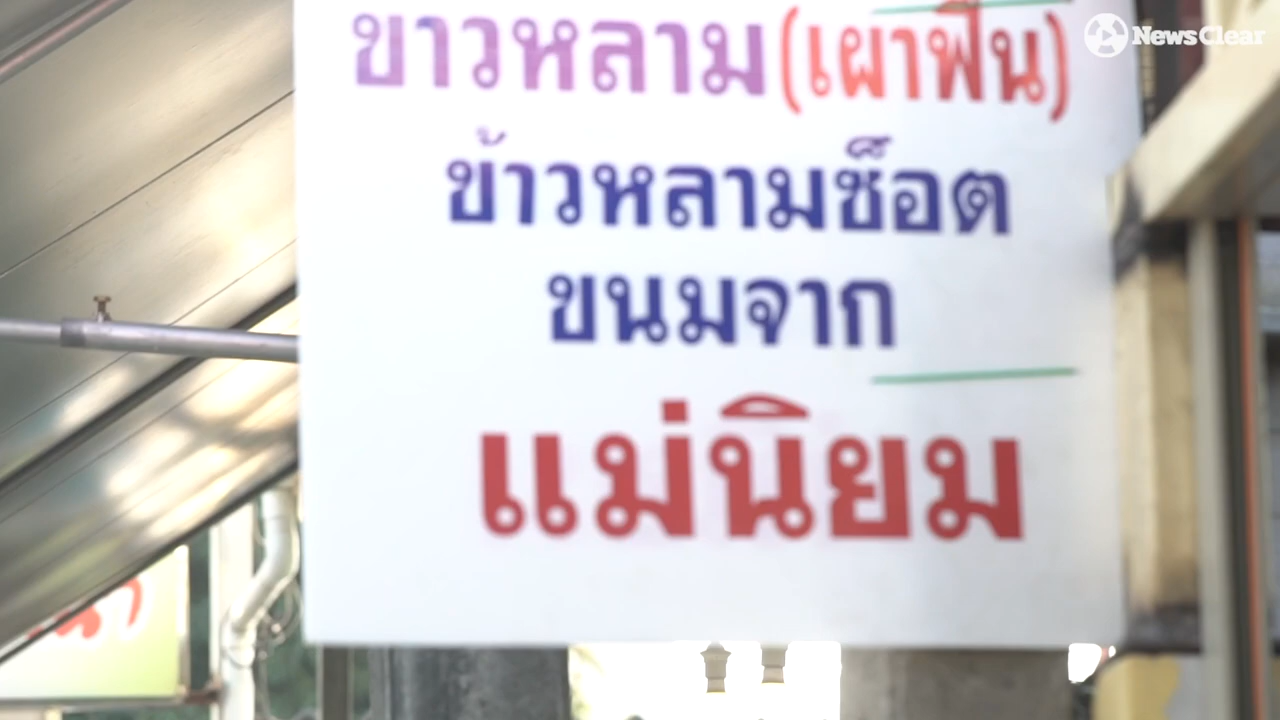 ข้าวหลาม(เผาฟืน)
ข้าวหลามช็อต
ขนมจาก
แม่นิยม
NewsClear